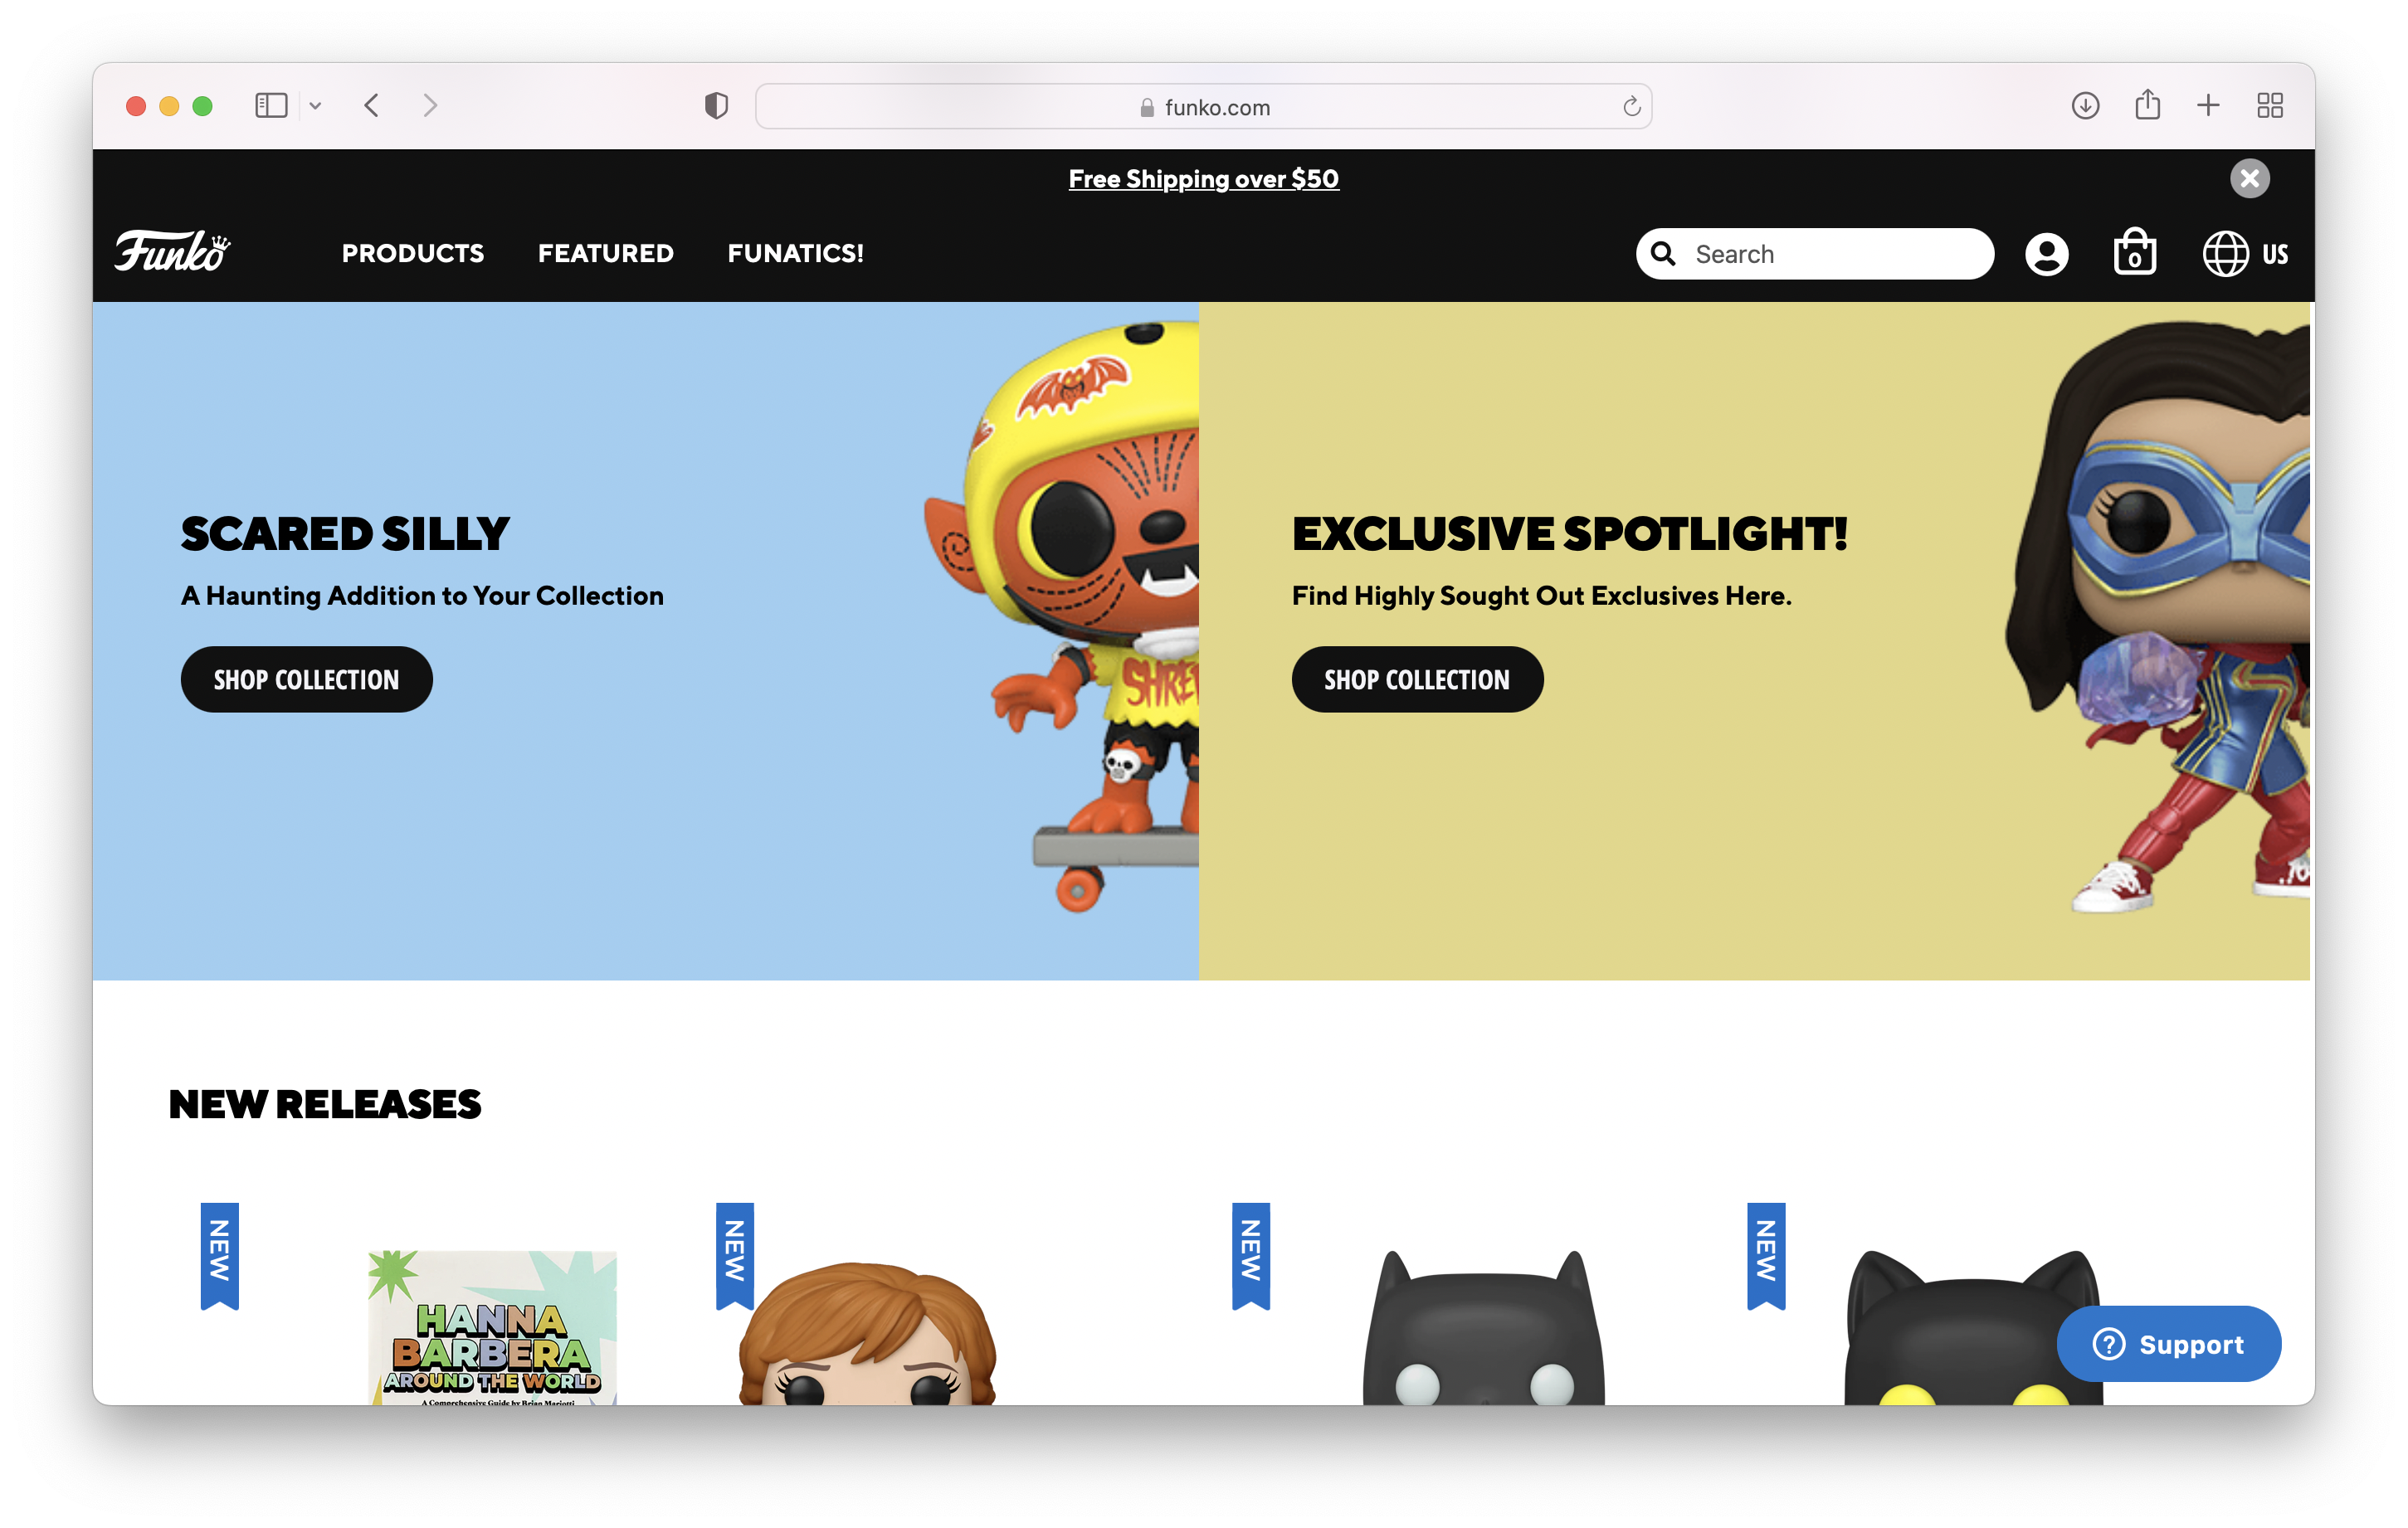 funko.com
Free Shipping over $50
Funko
PRODUCTS
FEATURED
FUNATICS!
Search
0
US
SCARED SILLY
A Haunting Addition to Your Collection
SHOP COLLECTION
SHRE
EXCLUSIVE SPOTLIGHT!
Find Highly Sought Out Exclusives Here.
SHOP COLLECTION
NEW RELEASES
NEW
NEW
NEW
NEW
HANNA
BARBERA
AROUND THE WORLD
A Comprehensive Guide by Brian Mariotti
Support